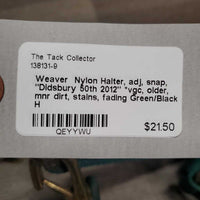 The Tack Collector
138131-9
Weaver Nylon Halter, adj, snap,
"Didsbury 50th 2012" *vgc, older,
mnr dirt, stains, fading Green/Black
H
QEYYWU
$21.50